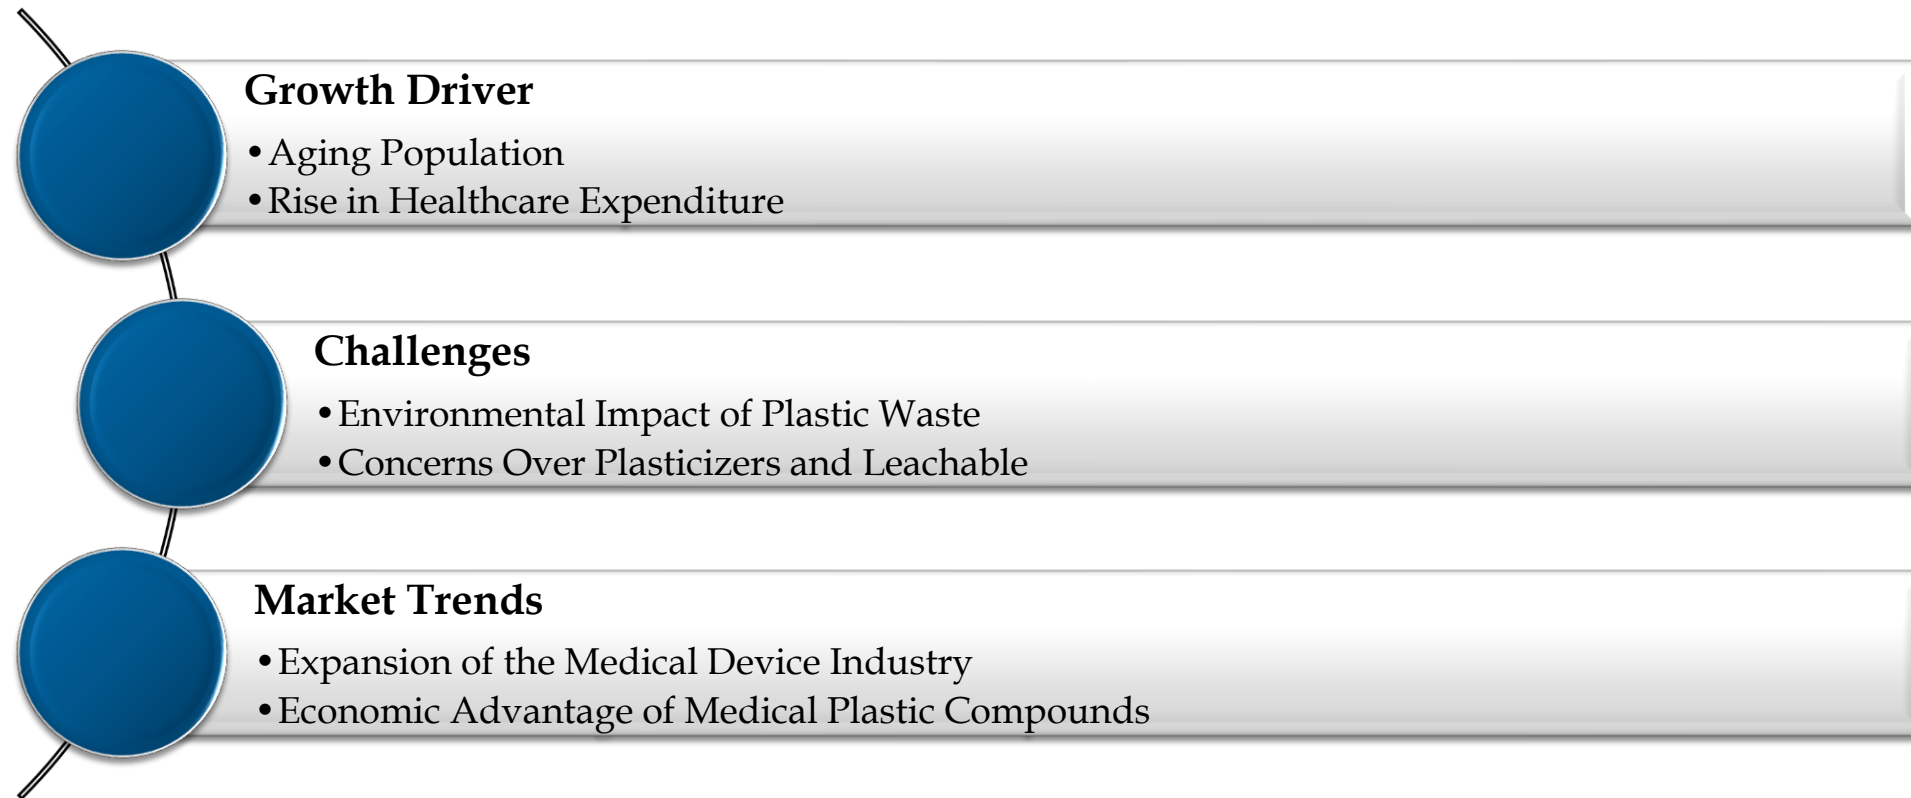 Growth Driver
•Aging Population
•Rise in Healthcare Expenditure
Challenges
•Environmental Impact of Plastic Waste
•Concerns Over Plasticizers and Leachable
Market Trends
•Expansion of the Medical Device Industry
•Economic Advantage of Medical Plastic Compounds